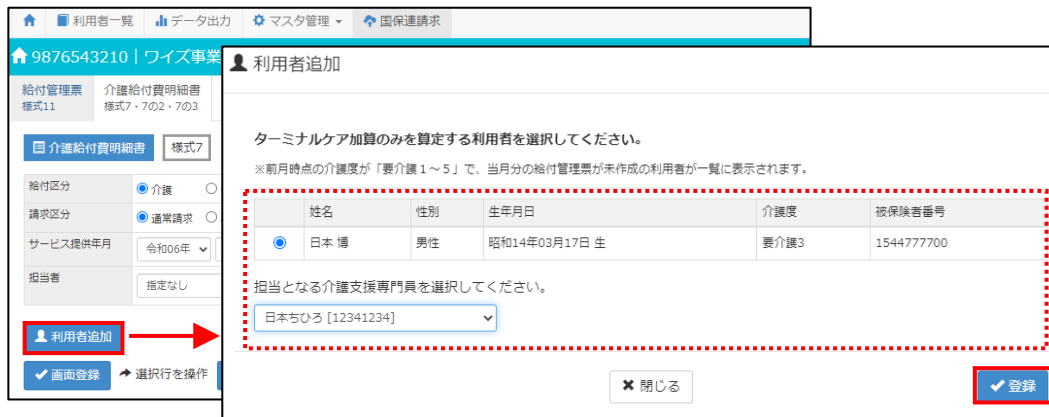 利用者一覧 データ出力 マスタ管理 国保連請求
9876543210 | ワイズ事業
給付管理票 介護給付費明細書
様式11 様式7・7の2・7の3
介護給付費明細書 様式7
給付区分 介護
請求区分 通常請求
サービス提供年月 令和06年
担当者 指定なし
利用者追加
画面登録 選択行を操作
利用者追加
ターミナルケア加算のみを算定する利用者を選択してください。
※前月時点の介護度が「要介護1～5」で、当月分の給付管理票が未作成の利用者が一覧に表示されます。
姓名 性別 生年月日 介護度 被保険者番号
日本 博 男性 昭和14年03月17日 生 要介護3 1544777700
担当となる介護支援専門員を選択してください。
日本ちひろ [12341234]
閉じる 登録